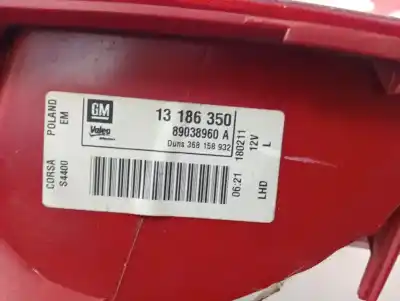 GM
13 186 350
Valeo
89038960 A
Duns 368 158 932
POLAND
EM
CORSA
S4400
06:21 180211
12V L
LHD